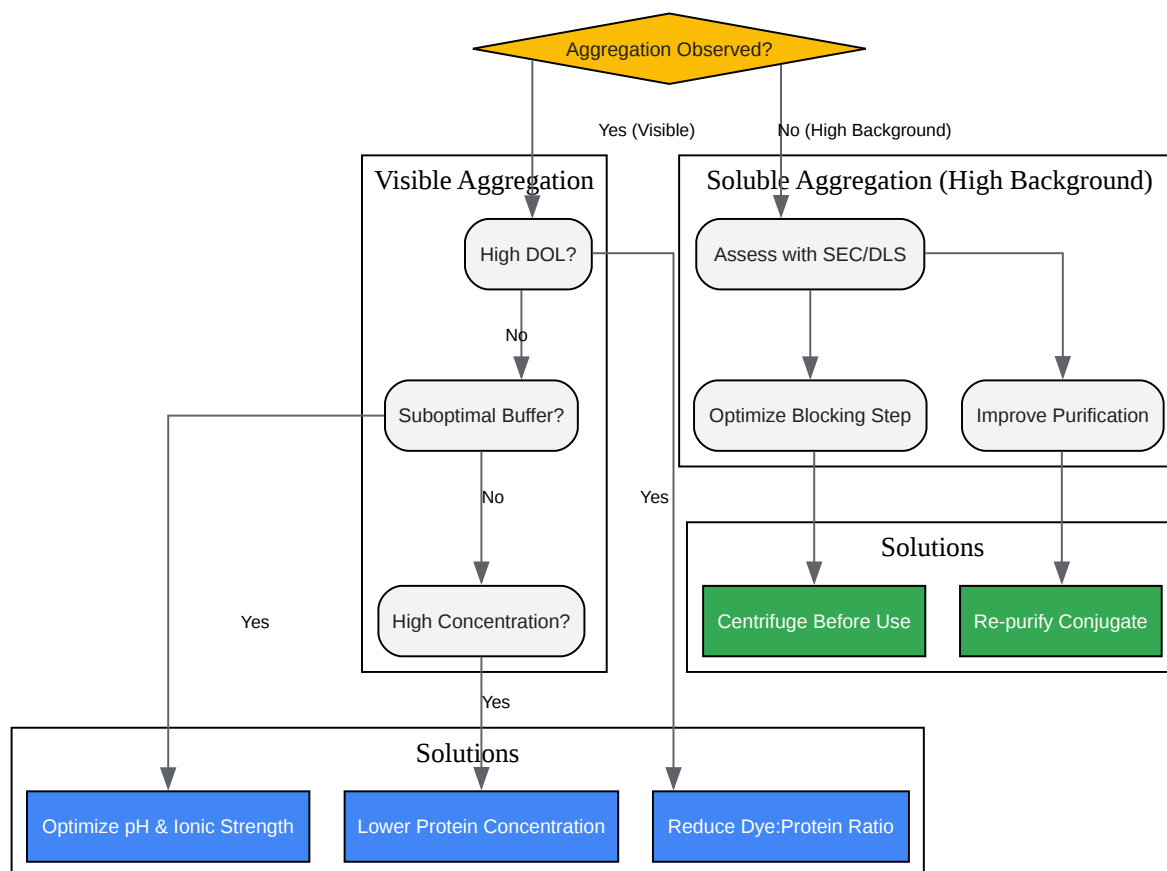 Aggregation Observed?
Yes (Visible)
No (High Background)
Visible Aggregation
Soluble Aggregation (High Background)
High DOL?
Assess with SEC/DLS
No
Suboptimal Buffer?
Optimize Blocking Step
Improve Purification
No
Yes
Solutions
High Concentration?
Centrifuge Before Use
Re-purify Conjugate
Yes
Yes
Solutions
Optimize pH & Ionic Strength
Lower Protein Concentration
Reduce Dye:Protein Ratio